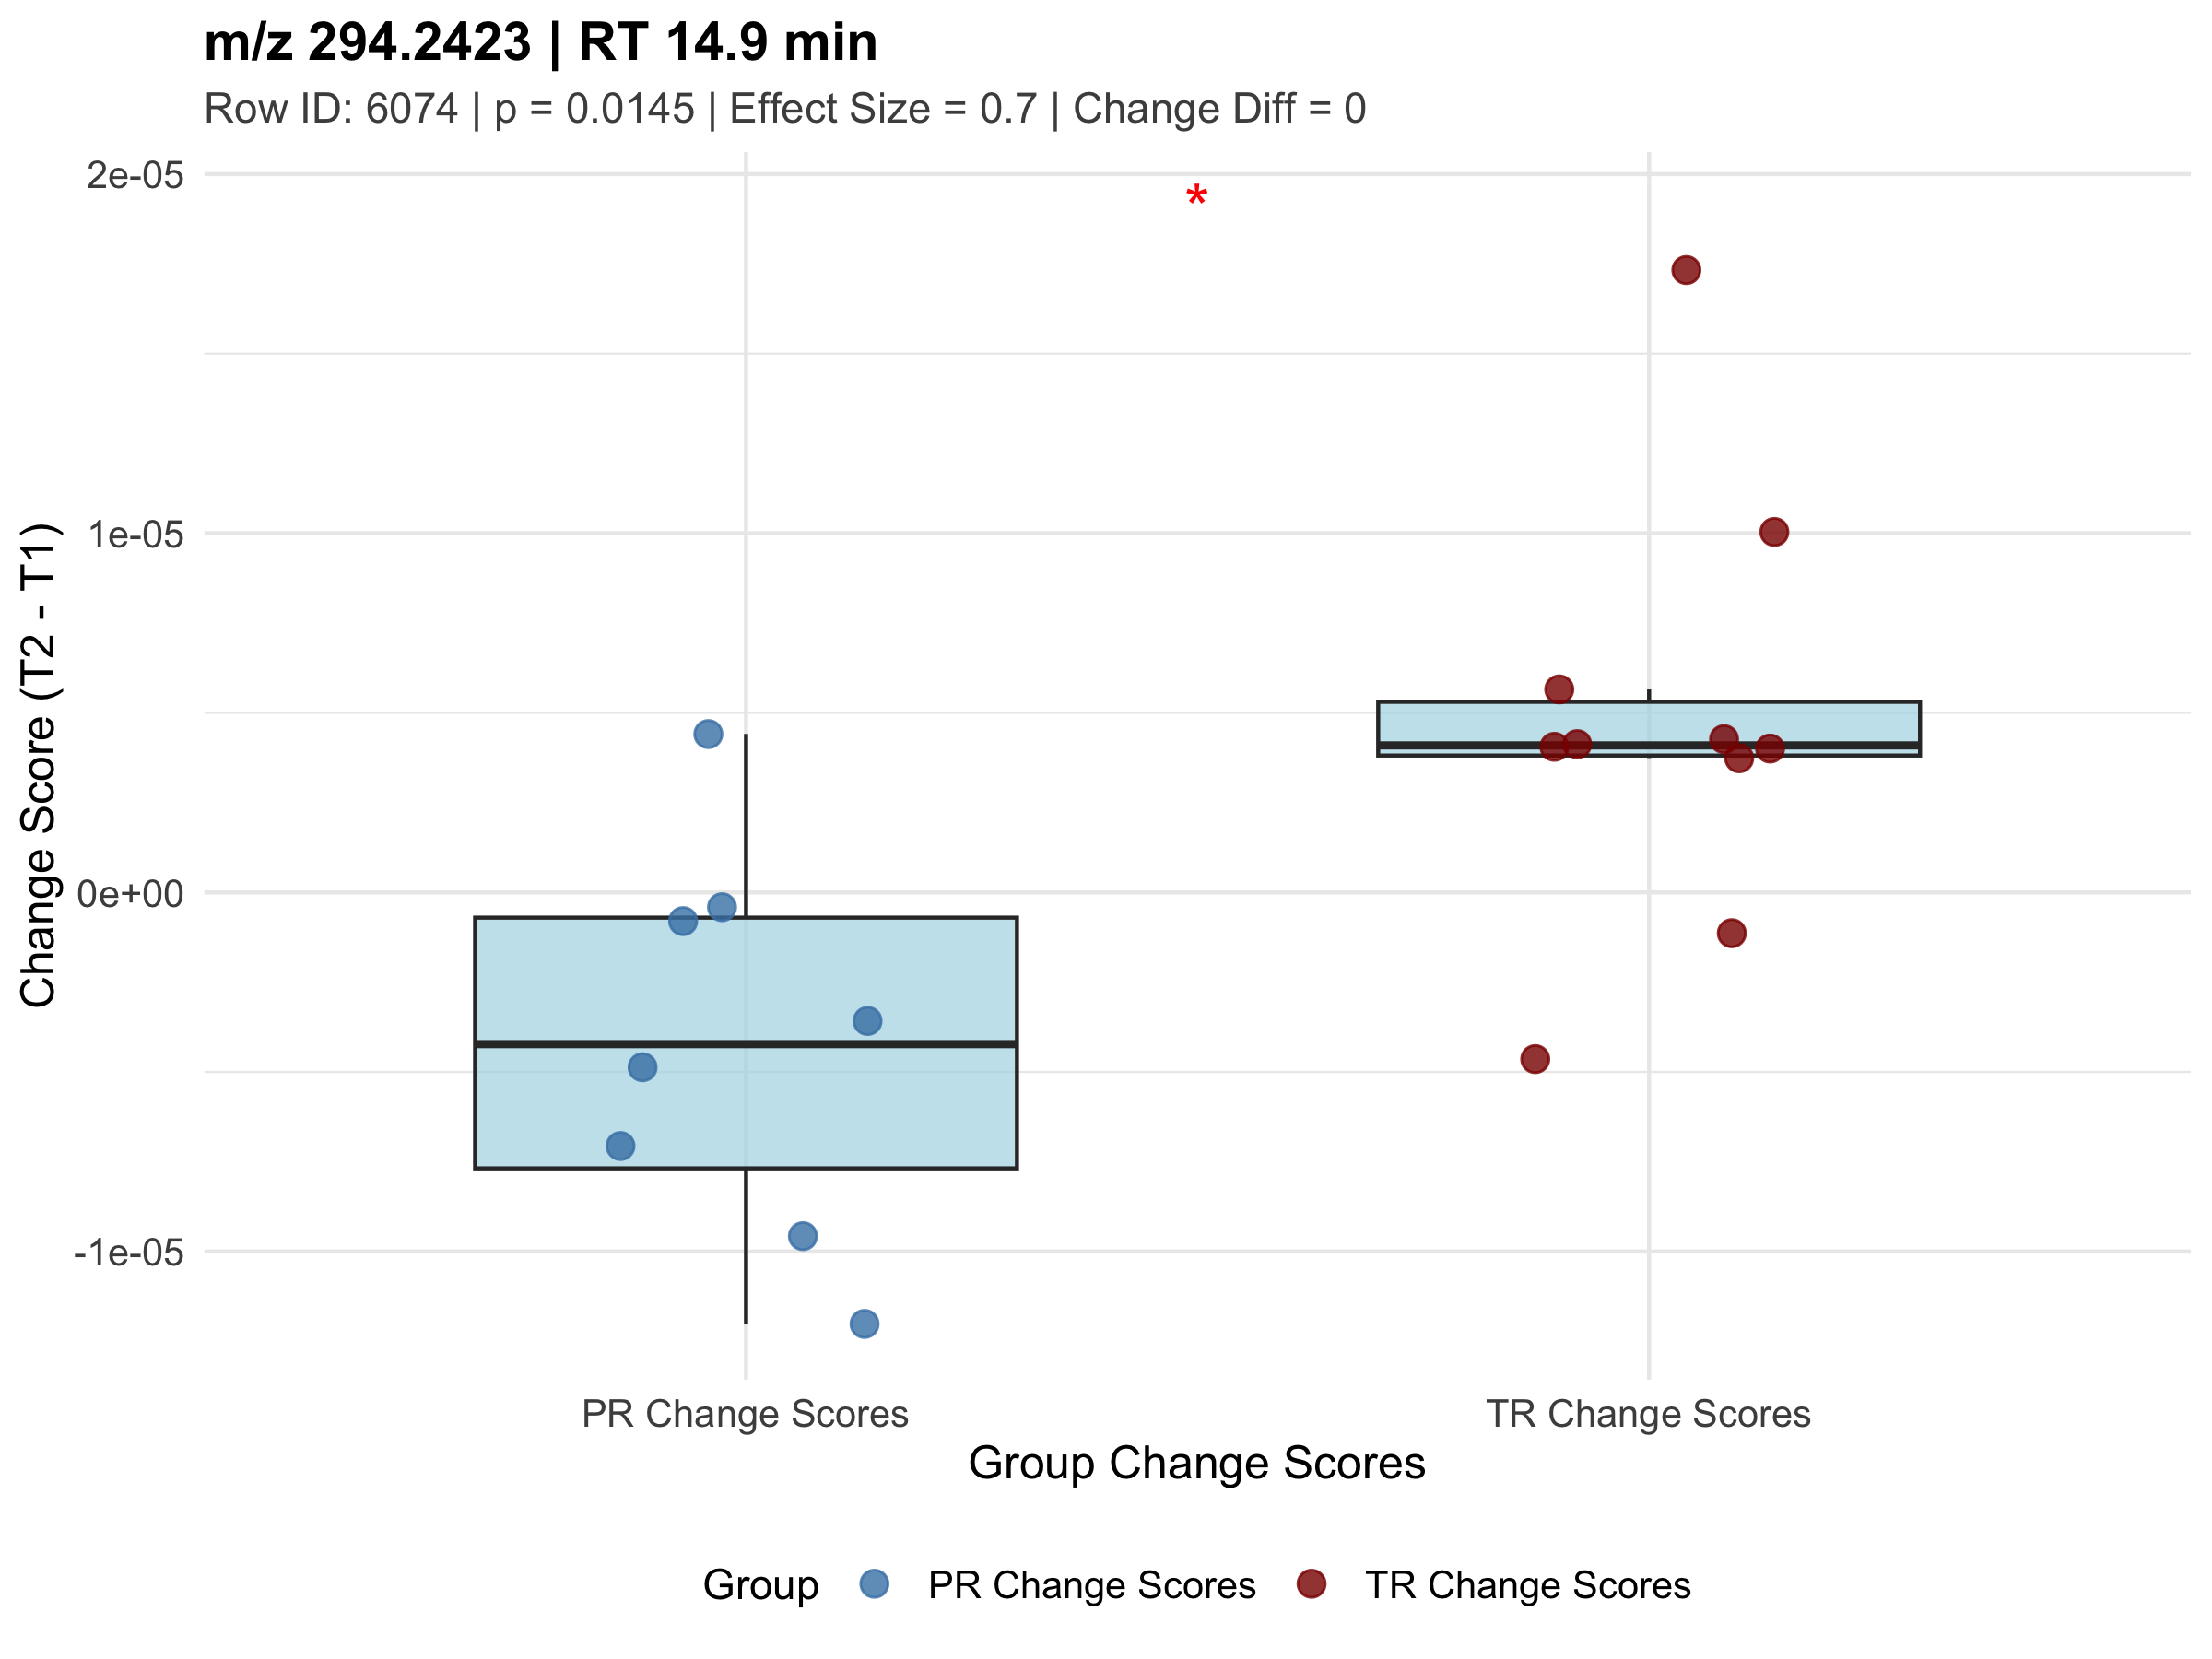 m/z 294.2423 | RT 14.9 min
Row ID: 6074 | p = 0.0145 | Effect Size = 0.7 | Change Diff = 0
Change Score (T2 - T1)
2e-05
1e-05
0e+00
-1e-05
*
PR Change Scores
TR Change Scores
Group Change Scores
Group
PR Change Scores
TR Change Scores